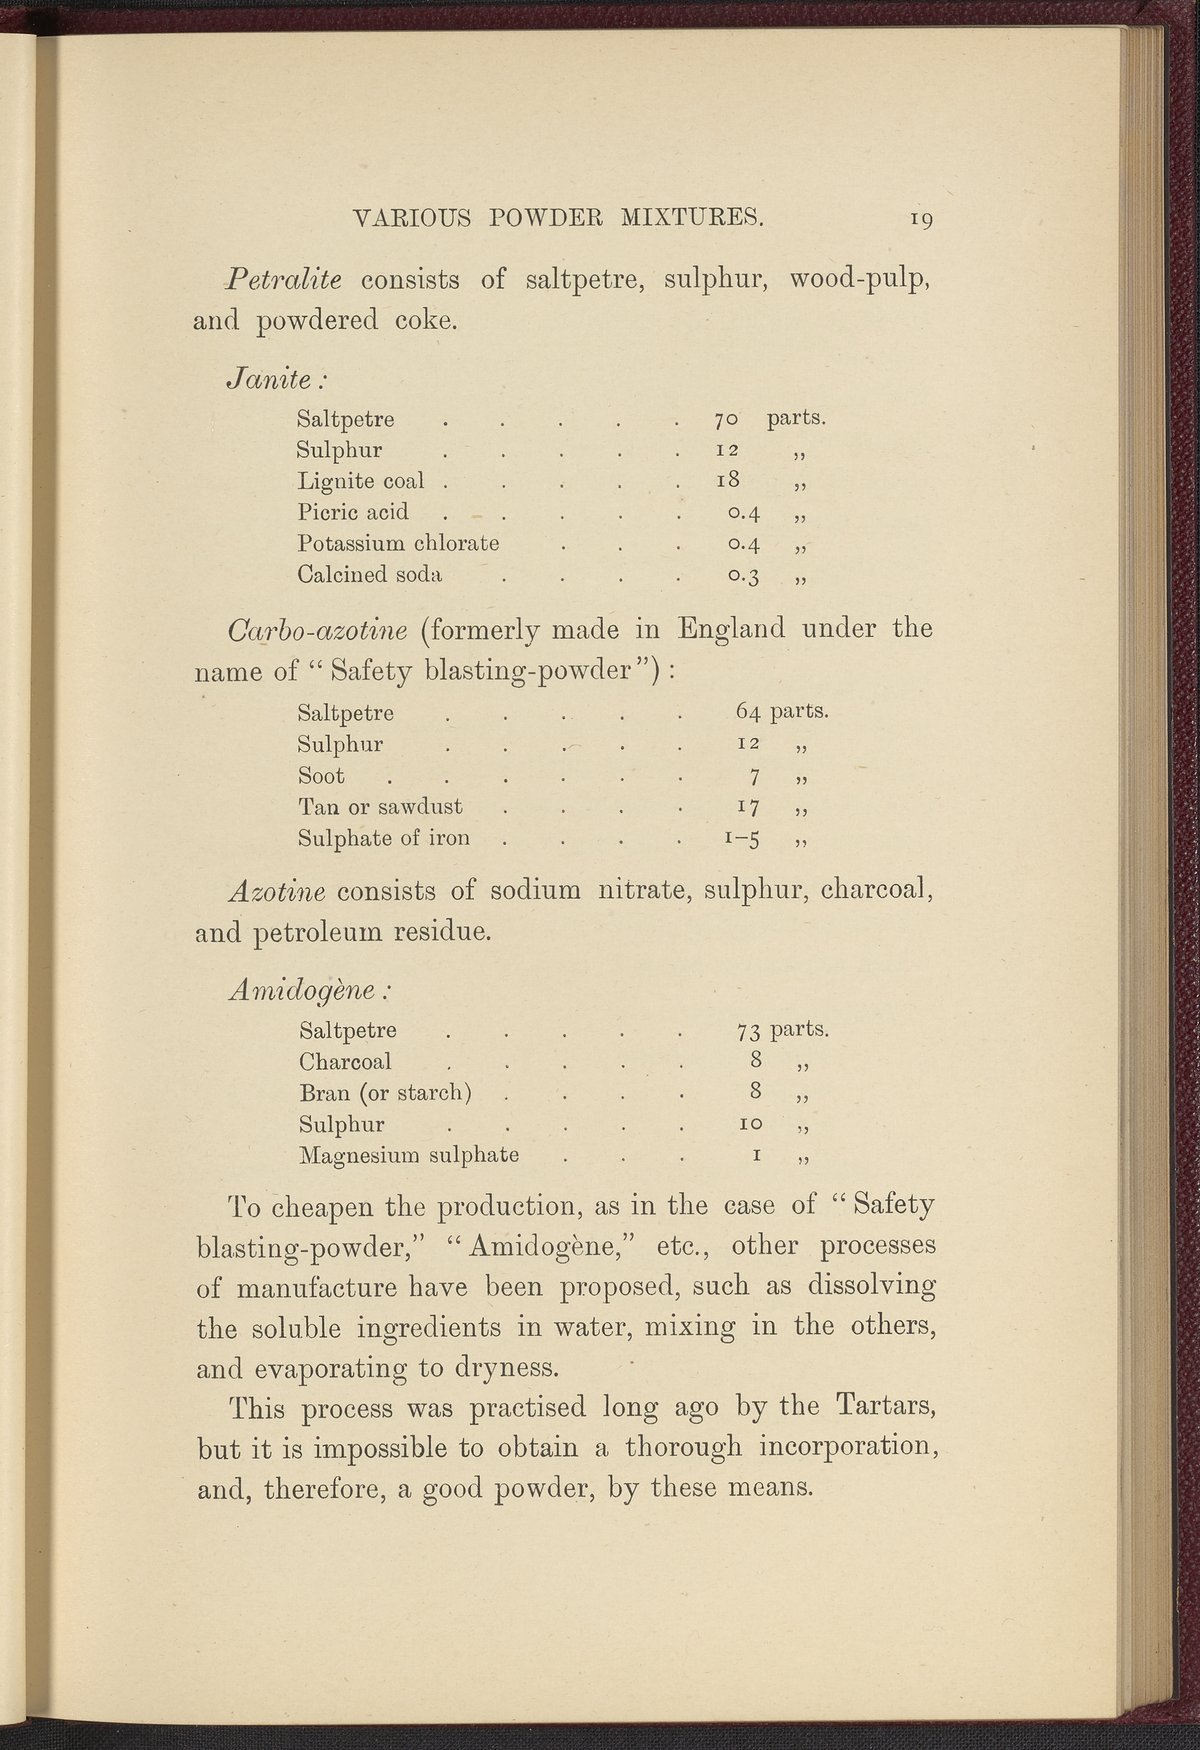 VARIOUS POWDER MIXTURES. 19
Petralite consists of saltpetre, sulphur, wood-pulp,
and powdered coke.
Janite :
Saltpetre . . . . . 70 parts.
Sulphur . . . . . 12 „
Lignite coal . . . . . 18 „
Picric acid . . . . . 0.4 „
Potassium chlorate . . . 0.4 „
Calcined soda . . . . 0.3 „
Carbo-azotine (formerly made in England under the
name of “ Safety blasting-powder ”) :
Saltpetre . . . . . 64 parts.
Sulphur . . . . . 12 „
Soot . . . . . . 7 „
Tan or sawdust . . . . 17 „
Sulphate of iron . . . . 1–5 „
Azotine consists of sodium nitrate, sulphur, charcoal,
and petroleum residue.
Amidogène :
Saltpetre . . . . . 73 parts.
Charcoal . . . . . 8 „
Bran (or starch) . . . . 8 „
Sulphur . . . . . 10 „
Magnesium sulphate . . . 1 „
To cheapen the production, as in the case of “ Safety
blasting-powder,” “ Amidogène,” etc., other processes
of manufacture have been proposed, such as dissolving
the soluble ingredients in water, mixing in the others,
and evaporating to dryness.
This process was practised long ago by the Tartars,
but it is impossible to obtain a thorough incorporation,
and, therefore, a good powder, by these means.